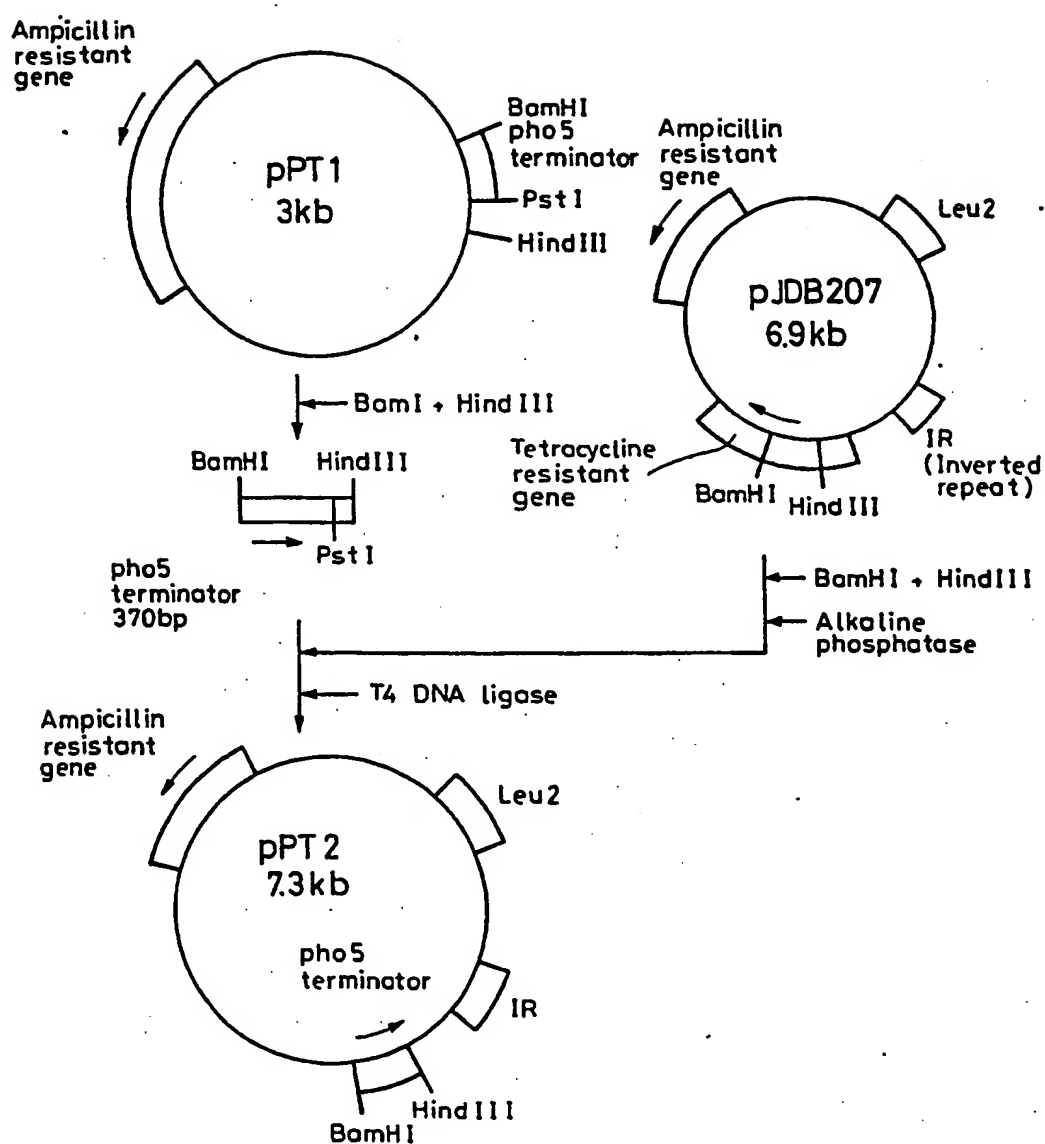 Ampicillin
resistant
gene
pPT1
3kb
BamHI
pho5
terminator
PstI
HindIII
Ampicillin
resistant
gene
Leu2
pJDB207
6.9kb
IR
(Inverted
repeat)
Tetracycline
resistant
gene
BamHI
HindIII
BamI + HindIII
BamHI HindIII
PstI
pho5
terminator
370bp
BamHI + HindIII
Alkaline
phosphatase
T4 DNA ligase
Ampicillin
resistant
gene
Leu2
pPT2
7.3kb
pho5
terminator
IR
HindIII
BamHI